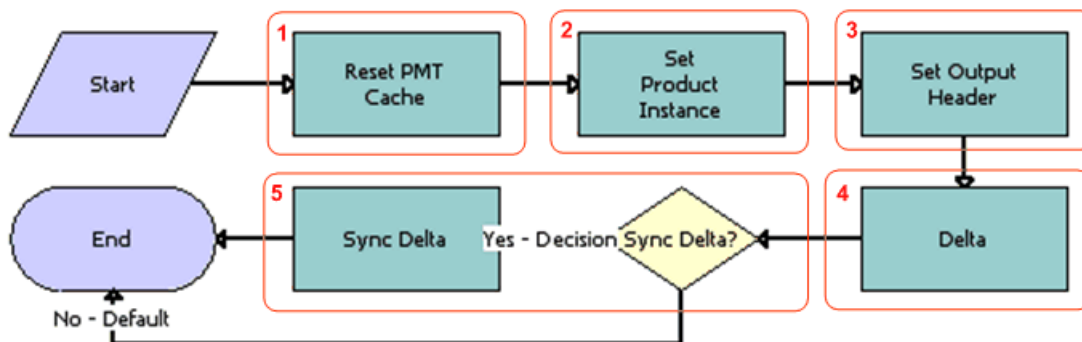 1
Start
Reset PMT
Cache
2
Set
Product
Instance
3
Set Output
Header
4
Delta
5
Sync Delta?
Yes - Decision
Sync Delta
End
No - Default